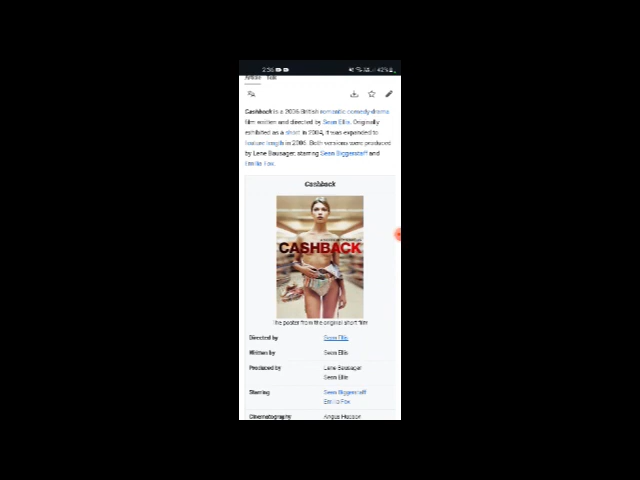 2:36
42%
Article Talk
Cashback is a 2006 British romantic comedy-drama
film written and directed by Sean Ellis. Originally
exhibited as a short in 2004, it was expanded to
feature length in 2006. Both versions were produced
by Lene Bausager, starring Sean Biggerstaff and
Emilia Fox.
Cashback
CASHBACK
The poster from the original short film
Directed by Sean Ellis
Written by Sean Ellis
Produced by Lene Bausager
Sean Ellis
Starring Sean Biggerstaff
Emilia Fox
Cinematography Angus Hudson